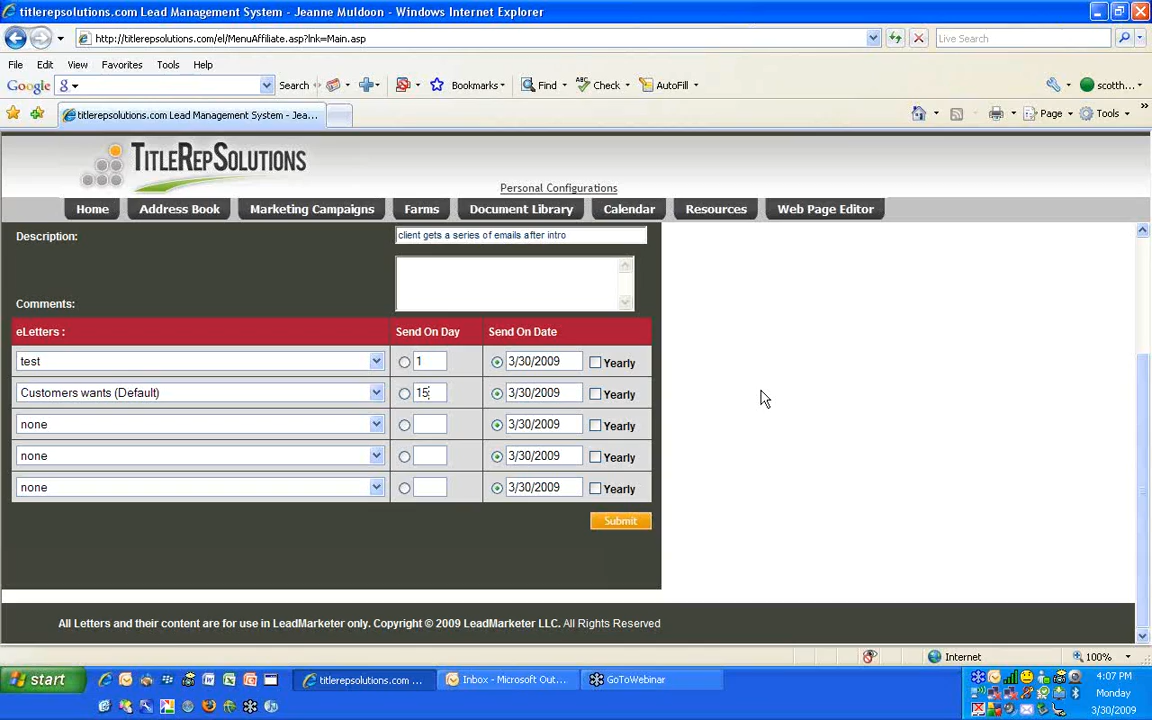 titlerepsolutions.com Lead Management System - Jeanne Muldoon - Windows Internet Explorer
http://titlerepsolutions.com/el/MenuAffiliate.asp?lnk=Main.asp
Live Search
File Edit View Favorites Tools Help
Google Search Bookmarks Find Check AutoFill scotth...
titlerepsolutions.com Lead Management System - Jea... Page Tools
TITLEREPSOLUTIONS
Personal Configurations
Home Address Book Marketing Campaigns Farms Document Library Calendar Resources Web Page Editor
Description: client gets a series of emails after intro
Comments:
eLetters : Send On Day Send On Date
test 1 3/30/2009 Yearly
Customers wants (Default) 15 3/30/2009 Yearly
none 3/30/2009 Yearly
none 3/30/2009 Yearly
none 3/30/2009 Yearly
Submit
All Letters and their content are for use in LeadMarketer only. Copyright © 2009 LeadMarketer LLC. All Rights Reserved
Internet 100%
start titlerepsolutions.com ... Inbox - Microsoft Out... GoToWebinar 4:07 PM
Monday
3/30/2009